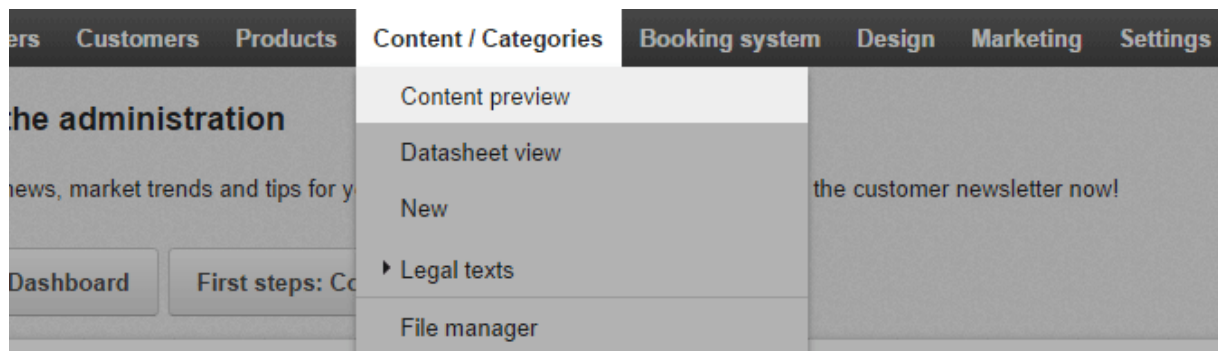 ers Customers Products Content / Categories Booking system Design Marketing Settings
Content preview
the administration
Datasheet view
news, market trends and tips for y the customer newsletter now!
New
Legal texts
Dashboard First steps: Co
File manager